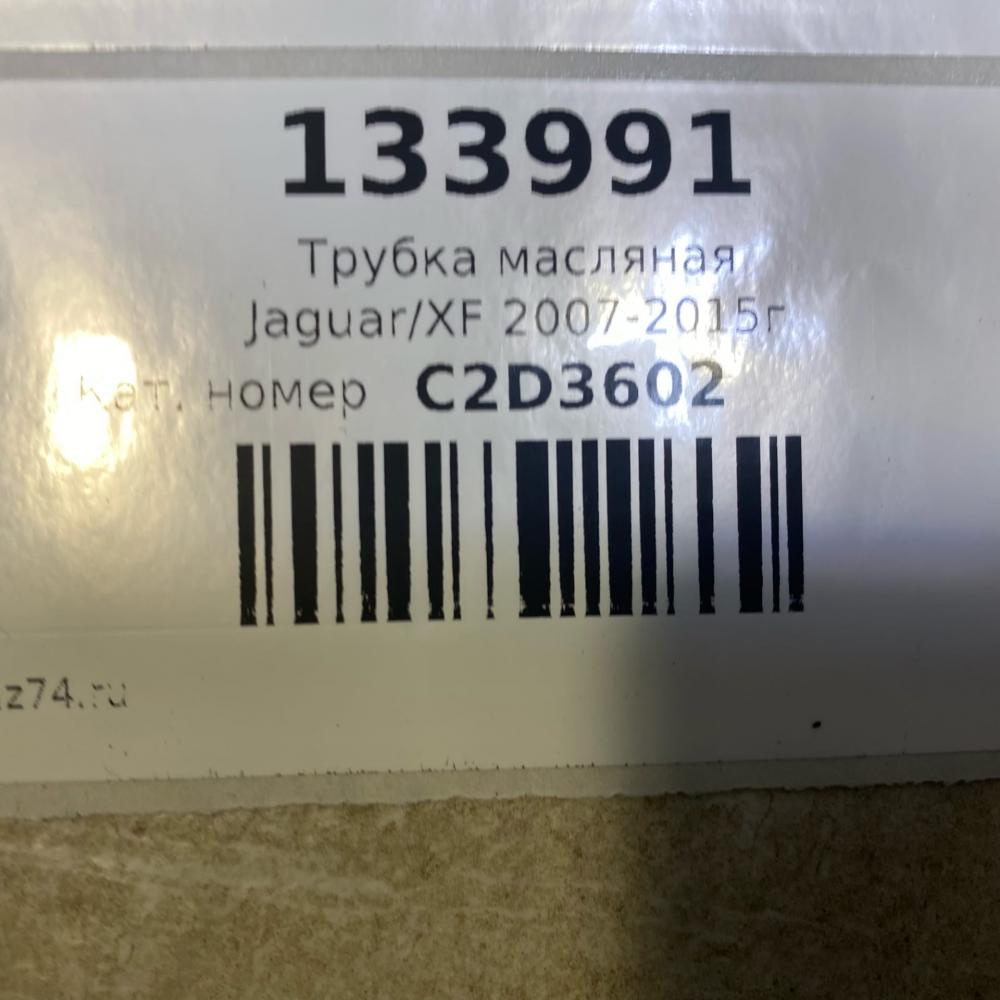 133991
Трубка масляная
Jaguar/XF 2007-2015г
Кат. номер C2D3602
z74.ru